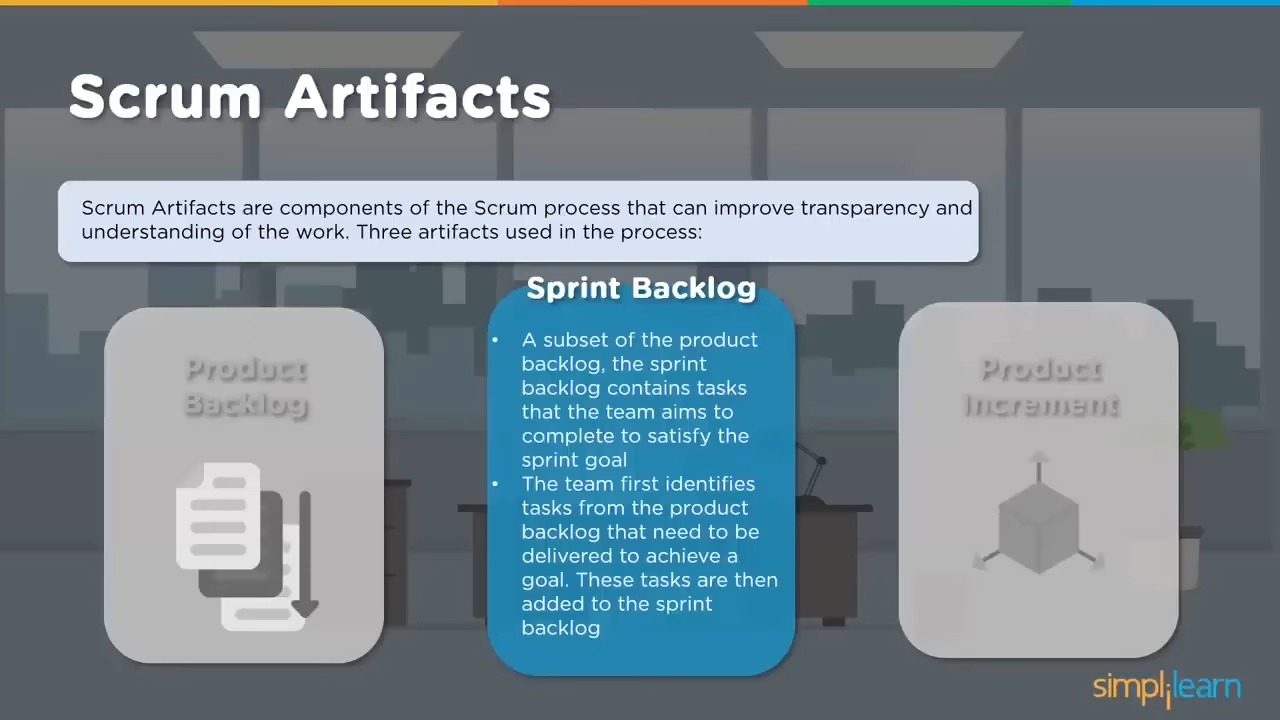 Scrum Artifacts
Scrum Artifacts are components of the Scrum process that can improve transparency and
understanding of the work. Three artifacts used in the process:
Product
Backlog
Sprint Backlog
• A subset of the product
backlog, the sprint
backlog contains tasks
that the team aims to
complete to satisfy the
sprint goal
• The team first identifies
tasks from the product
backlog that need to be
delivered to achieve a
goal. These tasks are then
added to the sprint
backlog
Product
Increment
simplilearn